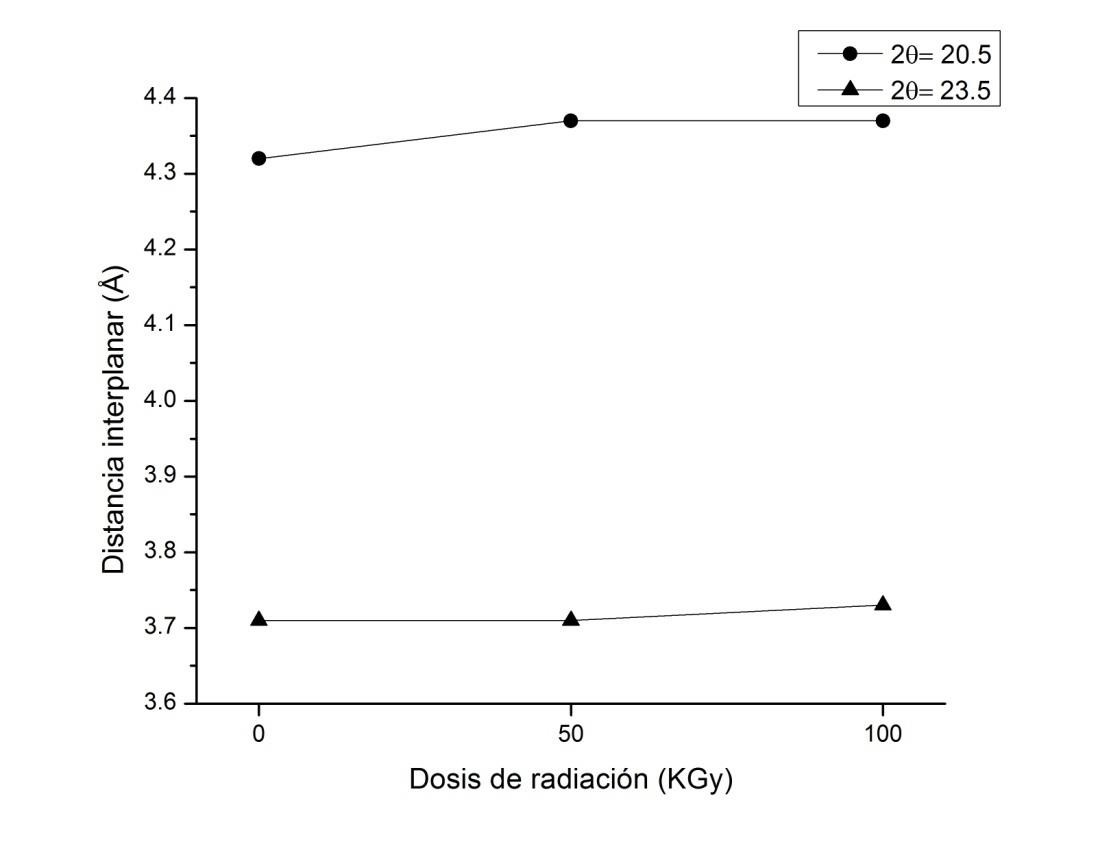 2θ= 20.5
2θ= 23.5
4.4
4.3
4.2
4.1
4.0
3.9
3.8
3.7
3.6
Distancia interplanar (Å)
0 50 100
Dosis de radiación (KGy)